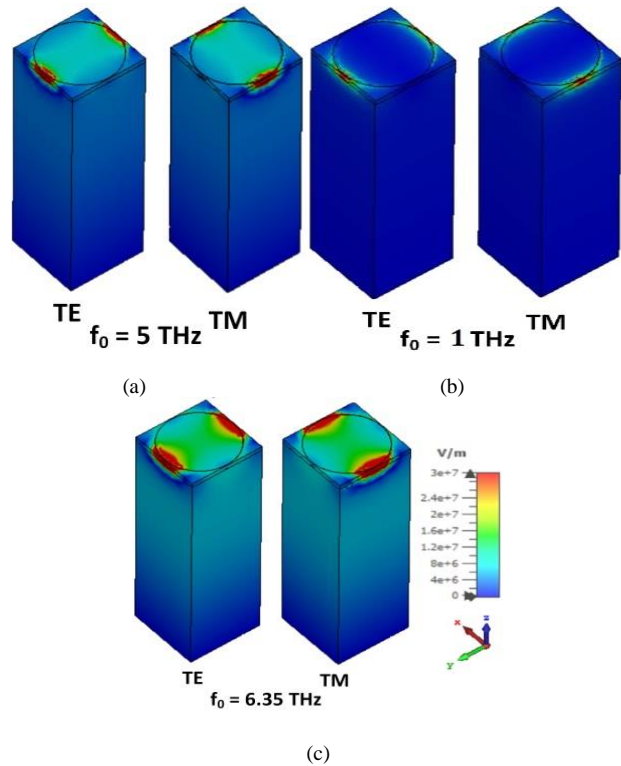 TE TM
f₀ = 5 THz
TE TM
f₀ = 1 THz
(a) (b)
V/m
3e+7
2.4e+7
2e+7
1.6e+7
1.2e+7
8e+6
4e+6
0
x
z
y
TE TM
f₀ = 6.35 THz
(c)